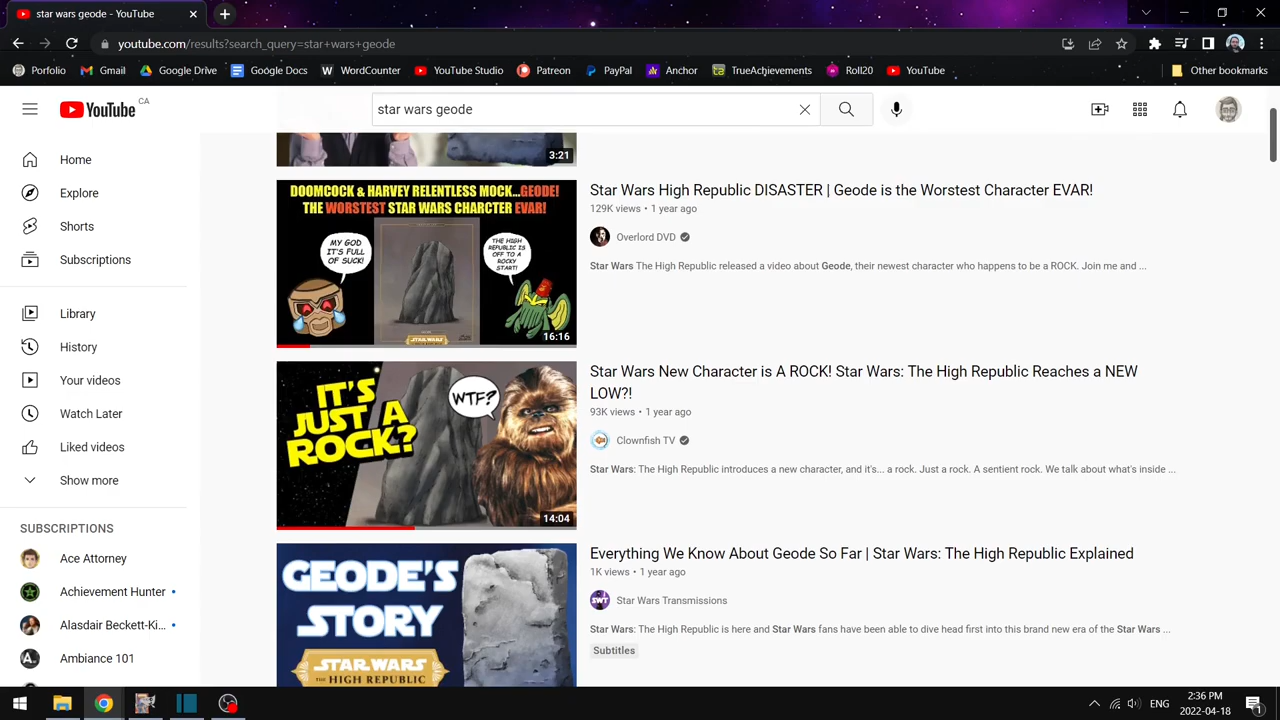 star wars geode - YouTube
youtube.com/results?search_query=star+wars+geode
Porfolio
Gmail
Google Drive
Google Docs
W WordCounter
YouTube Studio
Patreon
PayPal
Anchor
TrueAchievements
Roll20
YouTube
Other bookmarks
YouTube CA
star wars geode
Home
Explore
Shorts
Subscriptions
Library
History
Your videos
Watch Later
Liked videos
Show more
SUBSCRIPTIONS
Ace Attorney
Achievement Hunter
Alasdair Beckett-Ki...
Ambiance 101
3:21
DOOMCOCK & HARVEY RELENTLESS MOCK...GEODE!
THE WORSTEST STAR WARS CHARCTER EVAR!
MY GOD
IT'S FULL
OF SUCK!
THE HIGH
REPUBLIC IS
OFF TO A
ROCKY
START!
STAR WARS
16:16
Star Wars High Republic DISASTER | Geode is the Worstest Character EVAR!
129K views • 1 year ago
Overlord DVD
Star Wars The High Republic released a video about Geode, their newest character who happens to be a ROCK. Join me and ...
IT'S
JUST A
ROCK?
WTF?
14:04
Star Wars New Character is A ROCK! Star Wars: The High Republic Reaches a NEW
LOW?!
93K views • 1 year ago
Clownfish TV
Star Wars: The High Republic introduces a new character, and it's... a rock. Just a rock. A sentient rock. We talk about what's inside ...
GEODE'S
STORY
STAR WARS
THE HIGH REPUBLIC
Everything We Know About Geode So Far | Star Wars: The High Republic Explained
1K views • 1 year ago
SWT
Star Wars Transmissions
Star Wars: The High Republic is here and Star Wars fans have been able to dive head first into this brand new era of the Star Wars ...
Subtitles
ENG
2:36 PM
2022-04-18
1